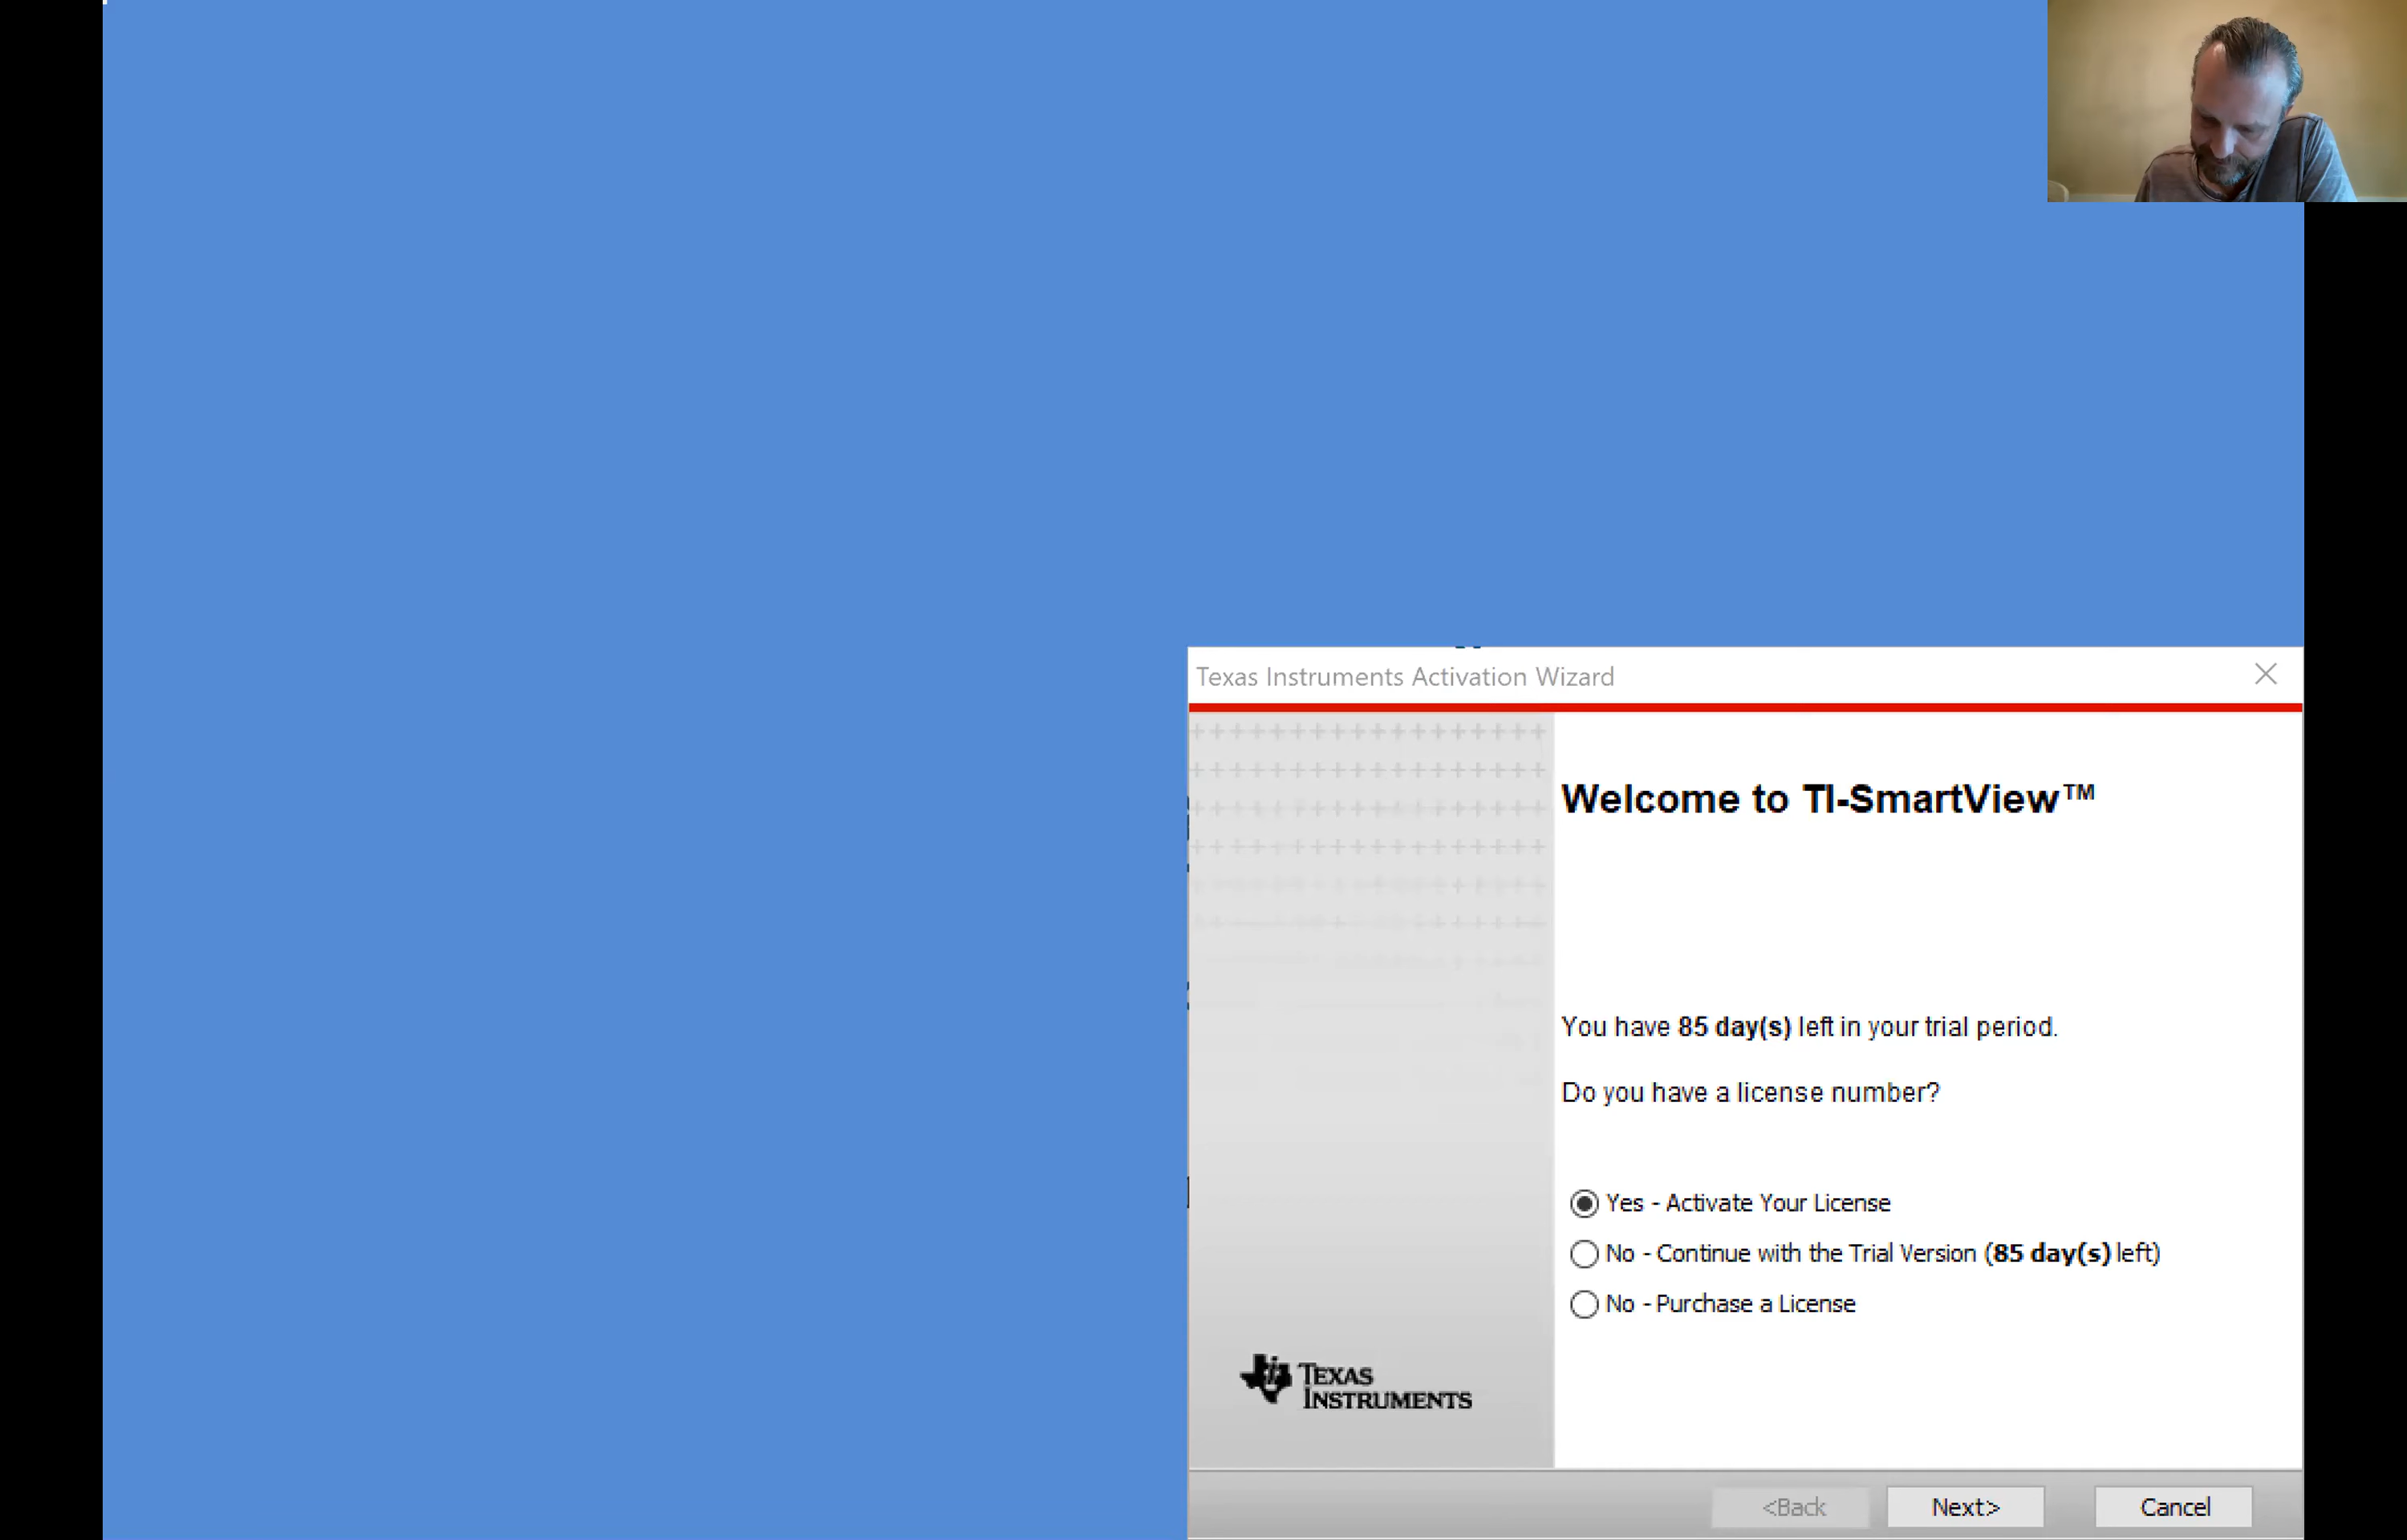 Texas Instruments Activation Wizard
Welcome to TI-SmartView™
You have 85 day(s) left in your trial period.
Do you have a license number?
Yes - Activate Your License
No - Continue with the Trial Version (85 day(s) left)
No - Purchase a License
TEXAS
INSTRUMENTS
<Back
Next>
Cancel